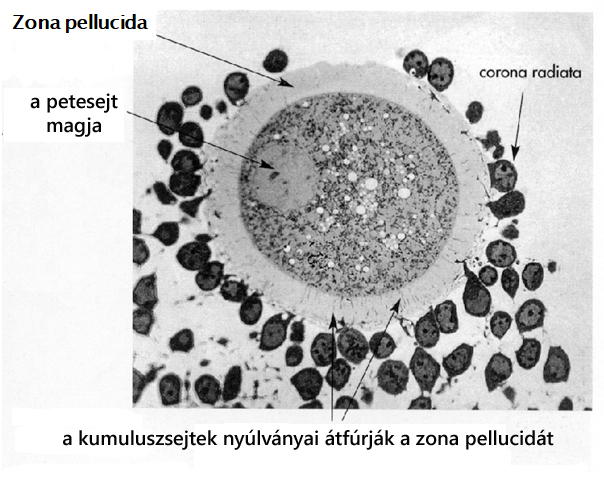 Zona pellucida
corona radiata
a petesejt
magja
a kumuluszsejtek nyúlványai átfúrják a zona pellucidát